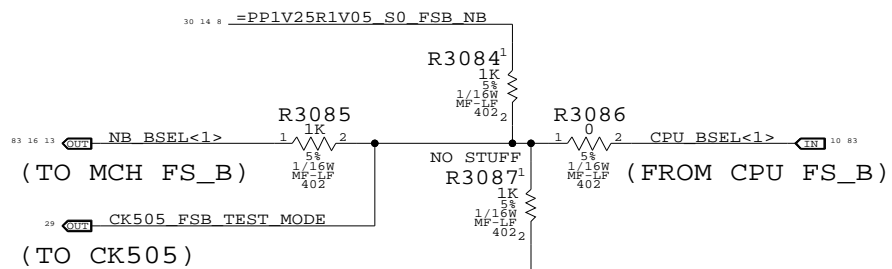 30 14 8 =PP1V25R1V05_S0_FSB_NB
R3084 1
1K
5%
1/16W
MF-LF
402 2
R3085
1K
1 2
5%
1/16W
MF-LF
402
R3086
0
1 2
5%
1/16W
MF-LF
402
83 16 13 OUT NB_BSEL<1>
CPU_BSEL<1> IN 10 83
(TO MCH FS_B)
(FROM CPU FS_B)
NO STUFF
R3087 1
1K
5%
1/16W
MF-LF
402 2
29 OUT CK505_FSB_TEST_MODE
(TO CK505)